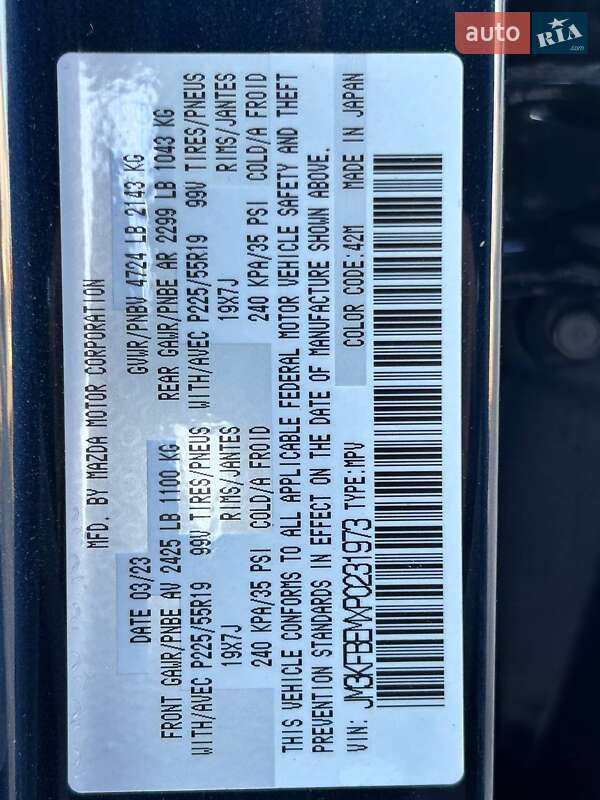 auto RIA .com
MFD. BY MAZDA MOTOR CORPORATION
DATE 03/23 GVWR/PNBV 4724 LB 2143 KG
FRONT GAWR/PNBE AV 2425 LB 1100 KG REAR GAWR/PNBE AR 2299 LB 1043 KG
WITH/AVEC P225/55R19 99V TIRES/PNEUS WITH/AVEC P225/55R19 99V TIRES/PNEUS
19X7J RIMS/JANTES 19X7J RIMS/JANTES
240 KPA/35 PSI COLD/A FROID 240 KPA/35 PSI COLD/A FROID
THIS VEHICLE CONFORMS TO ALL APPLICABLE FEDERAL MOTOR VEHICLE SAFETY AND THEFT
PREVENTION STANDARDS IN EFFECT ON THE DATE OF MANUFACTURE SHOWN ABOVE.
COLOR CODE:42M MADE IN JAPAN
VIN: JM3KFBEMXP0231973 TYPE:MPV